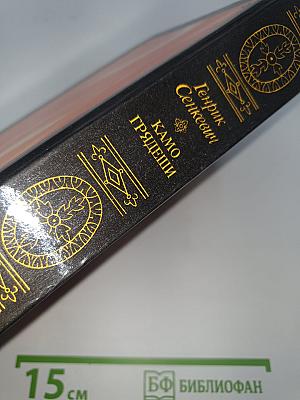 Генрик
Сенкевич
КАМО
ГРЯДЕШИ
15 см
БФ БИБЛИОФАН